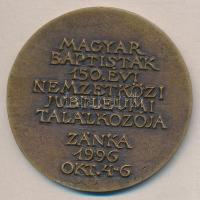 MAGYAR
BAPTISTÁK
150. ÉVI
NEMZETKÖZI
JUBILEUMI
TALÁLKOZÓJA
ZÁNKA
1996
OKT. 4-6